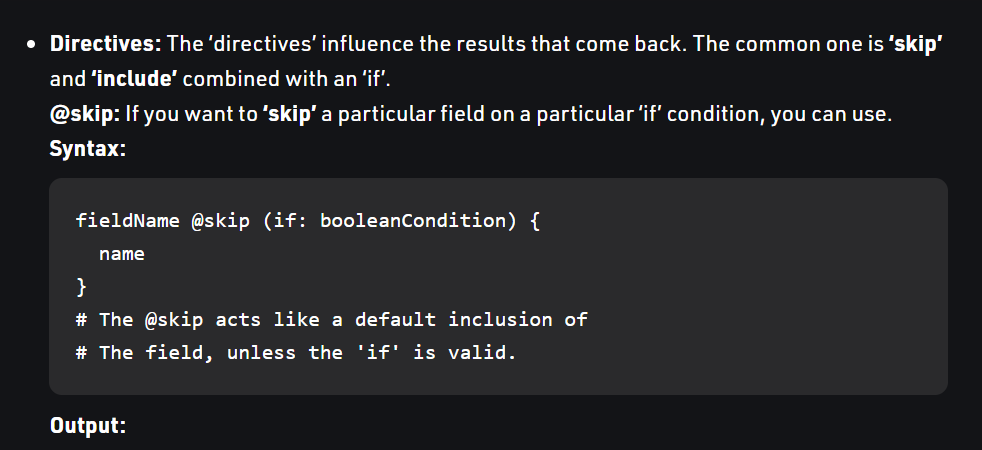 • Directives: The ‘directives’ influence the results that come back. The common one is ‘skip’
and ‘include’ combined with an ‘if’.
@skip: If you want to ‘skip’ a particular field on a particular ‘if’ condition, you can use.
Syntax:
fieldName @skip (if: booleanCondition) {
  name
}
# The @skip acts like a default inclusion of
# The field, unless the 'if' is valid.
Output: